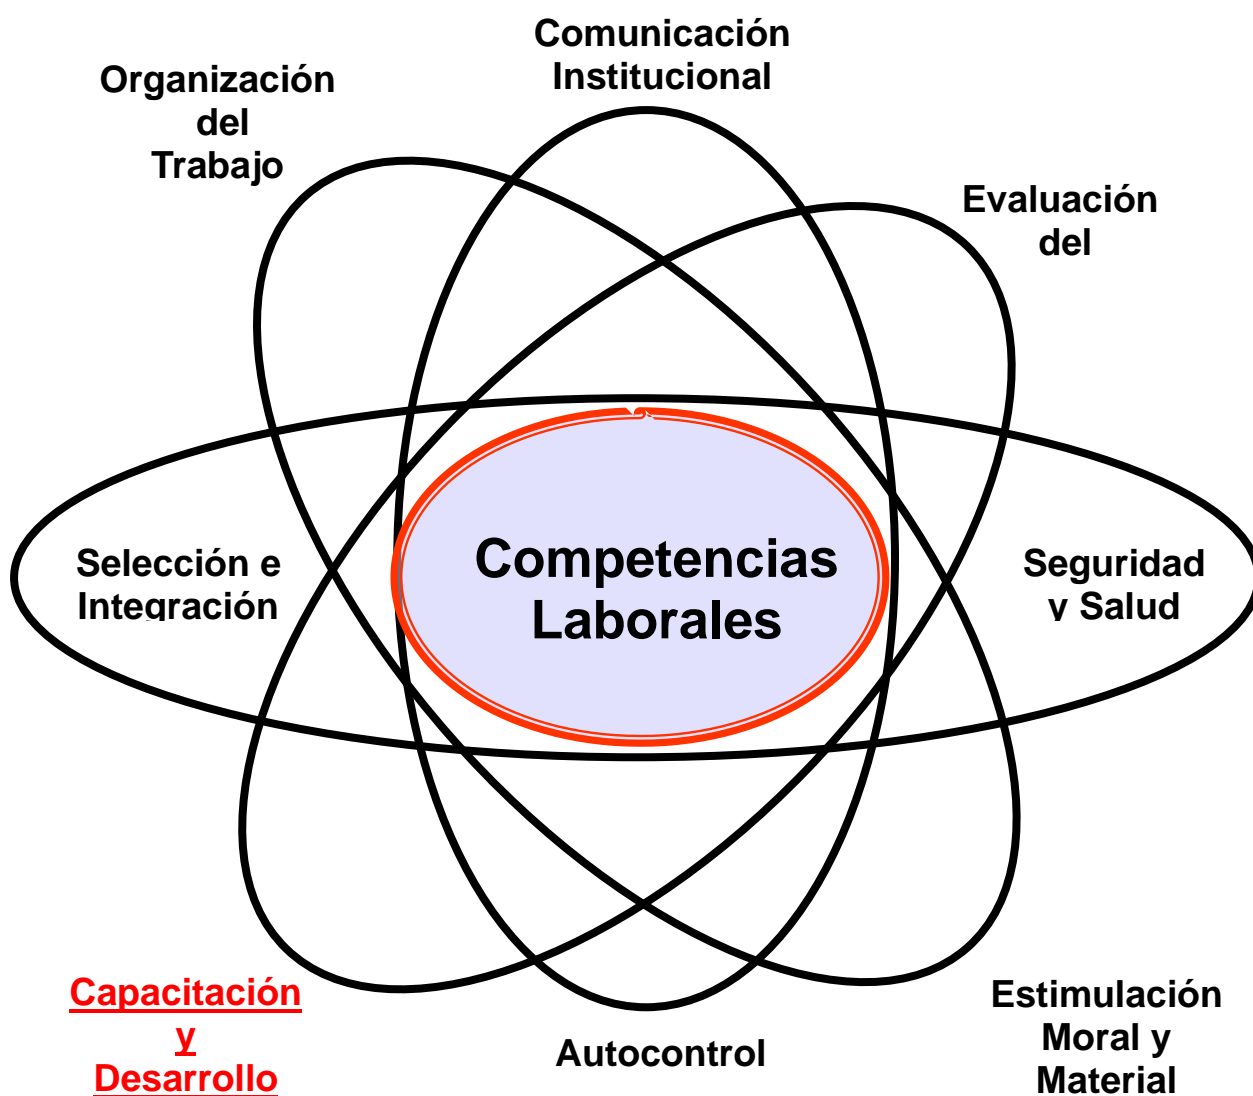 Comunicación
Institucional
Organización
del
Trabajo
Evaluación
del
Selección e
Integración
Competencias
Laborales
Seguridad
y Salud
Capacitación
y
Desarrollo
Autocontrol
Estimulación
Moral y
Material